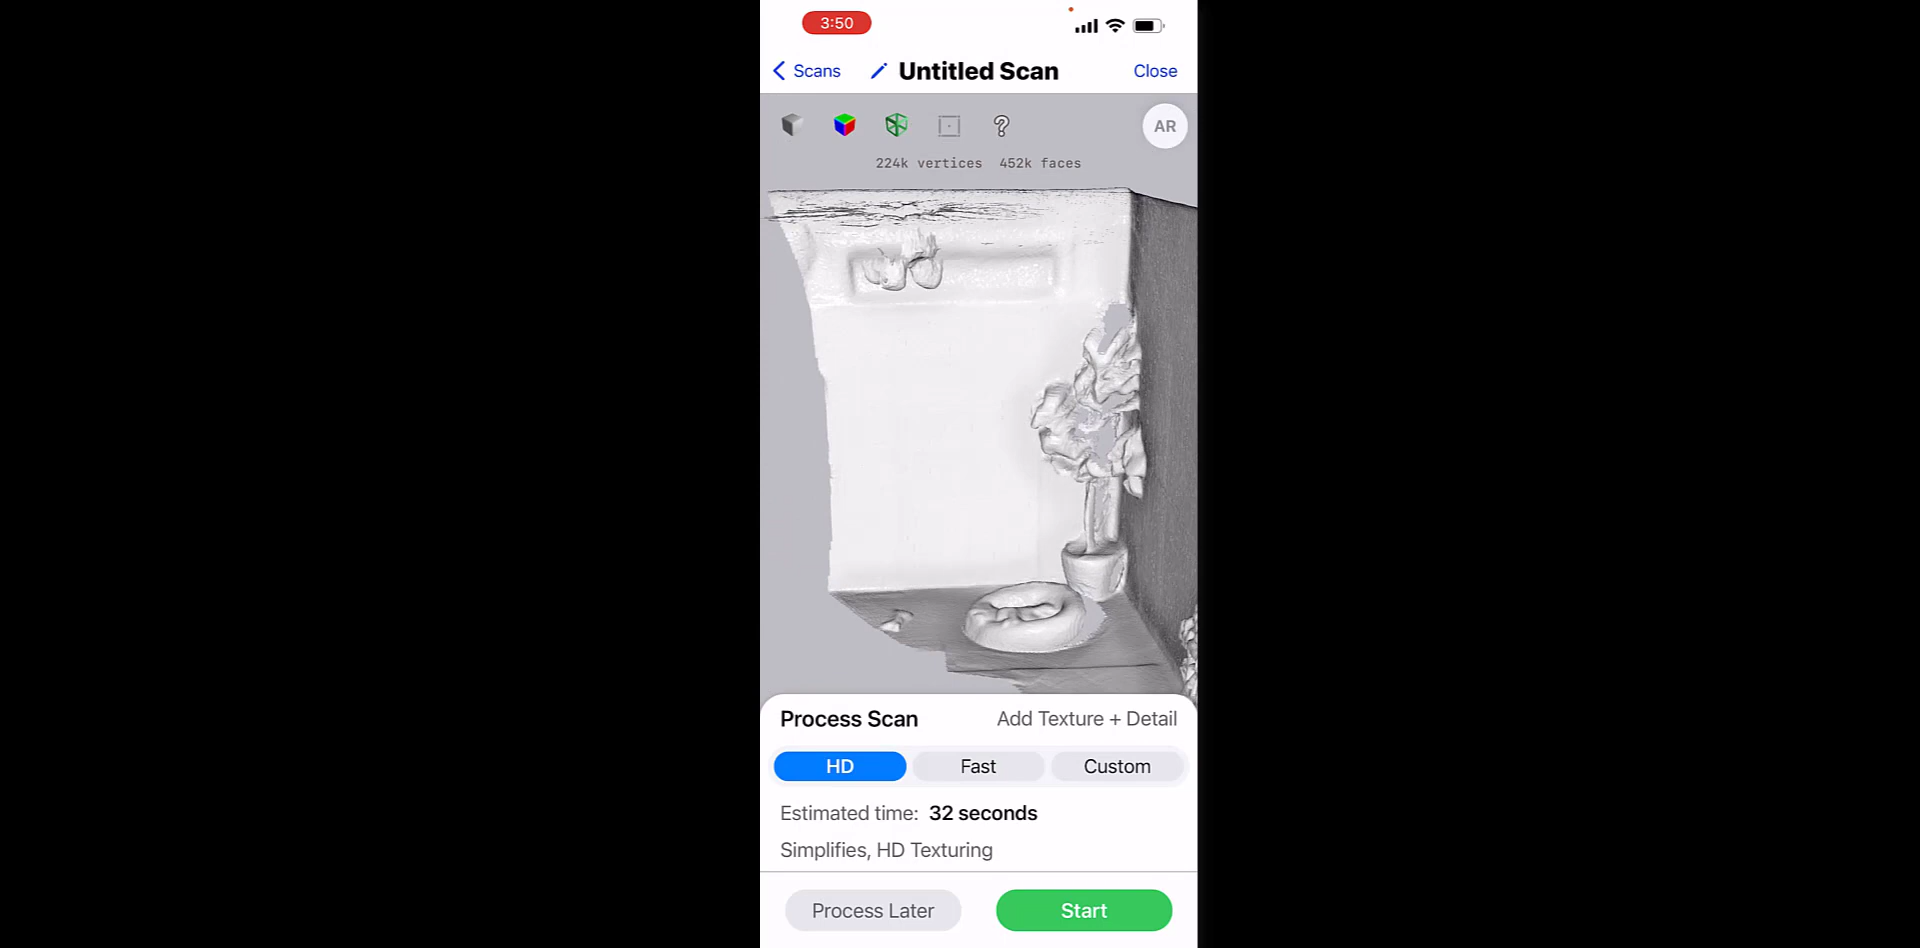 3:50
Scans
Untitled Scan
Close
?
AR
224k vertices 452k faces
Process Scan
Add Texture + Detail
HD
Fast
Custom
Estimated time: 32 seconds
Simplifies, HD Texturing
Process Later
Start